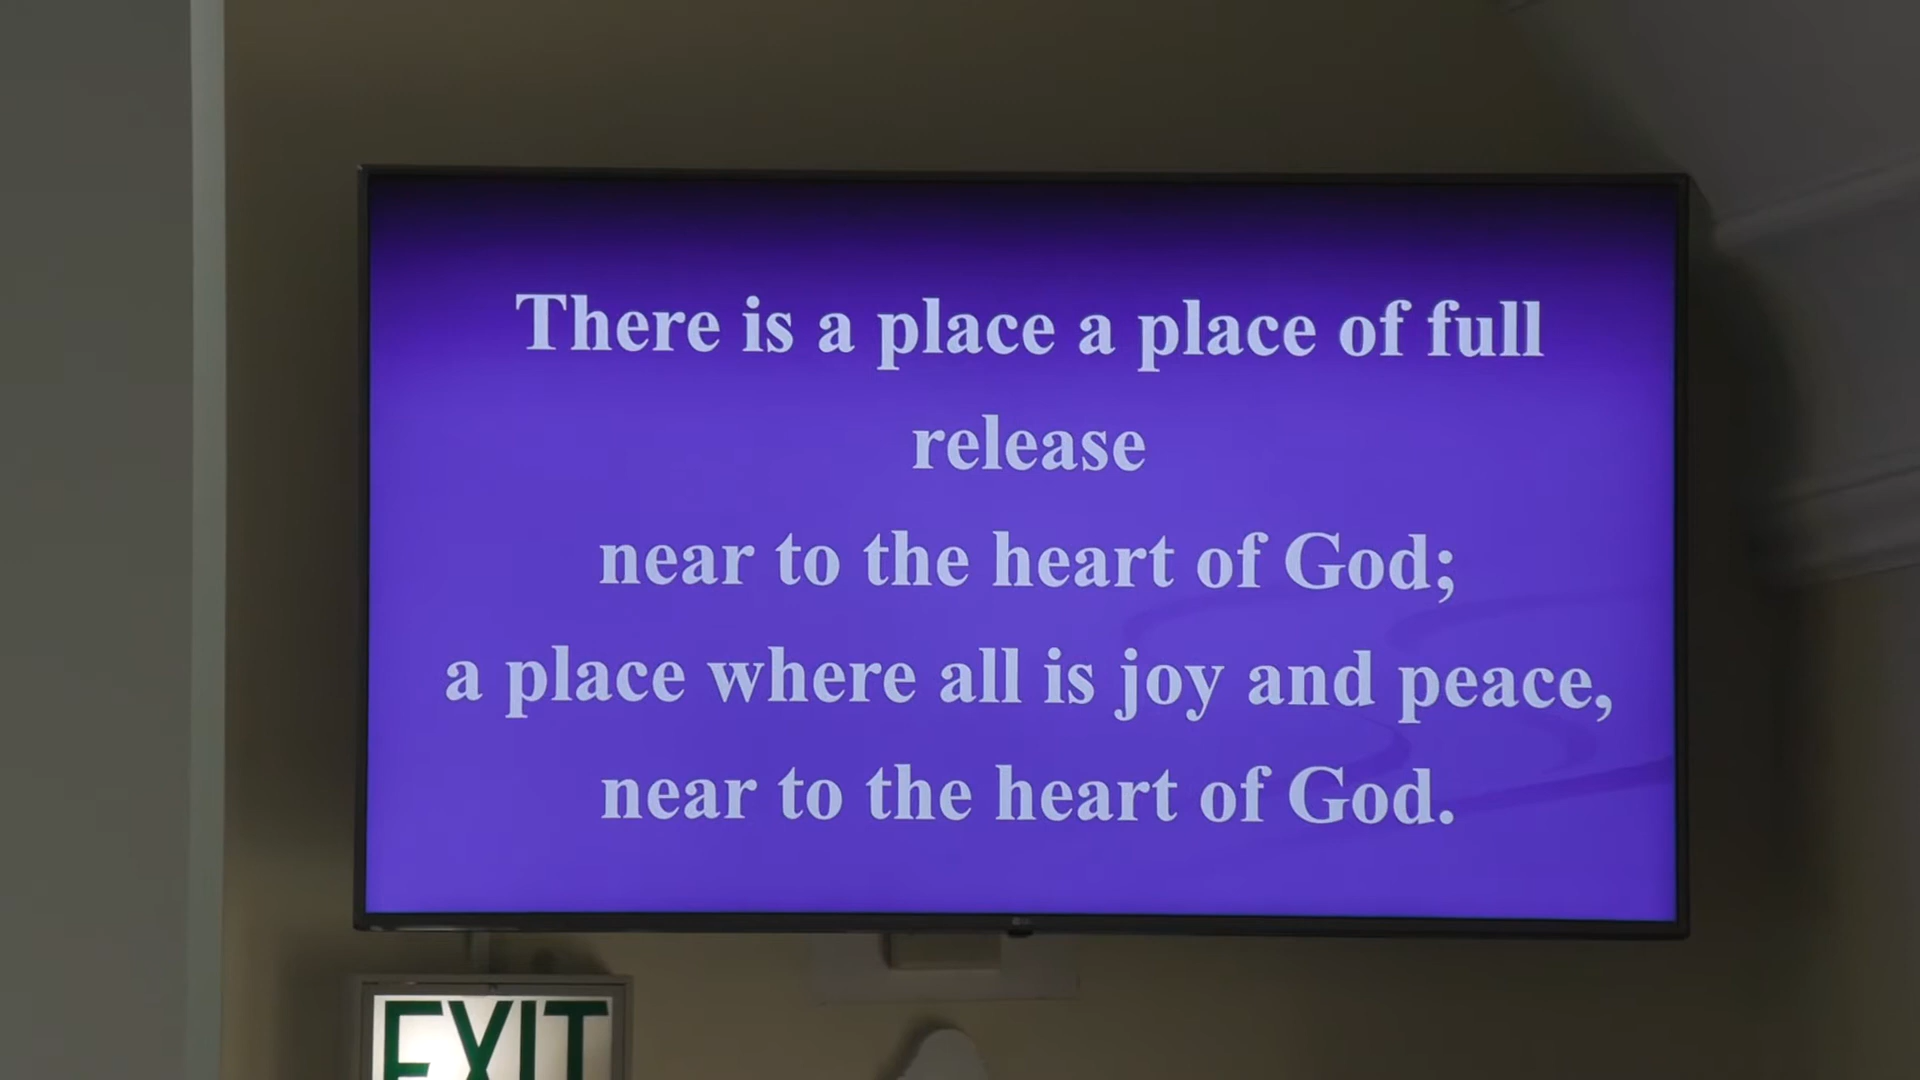 There is a place a place of full
release
near to the heart of God;
a place where all is joy and peace,
near to the heart of God.
EXIT